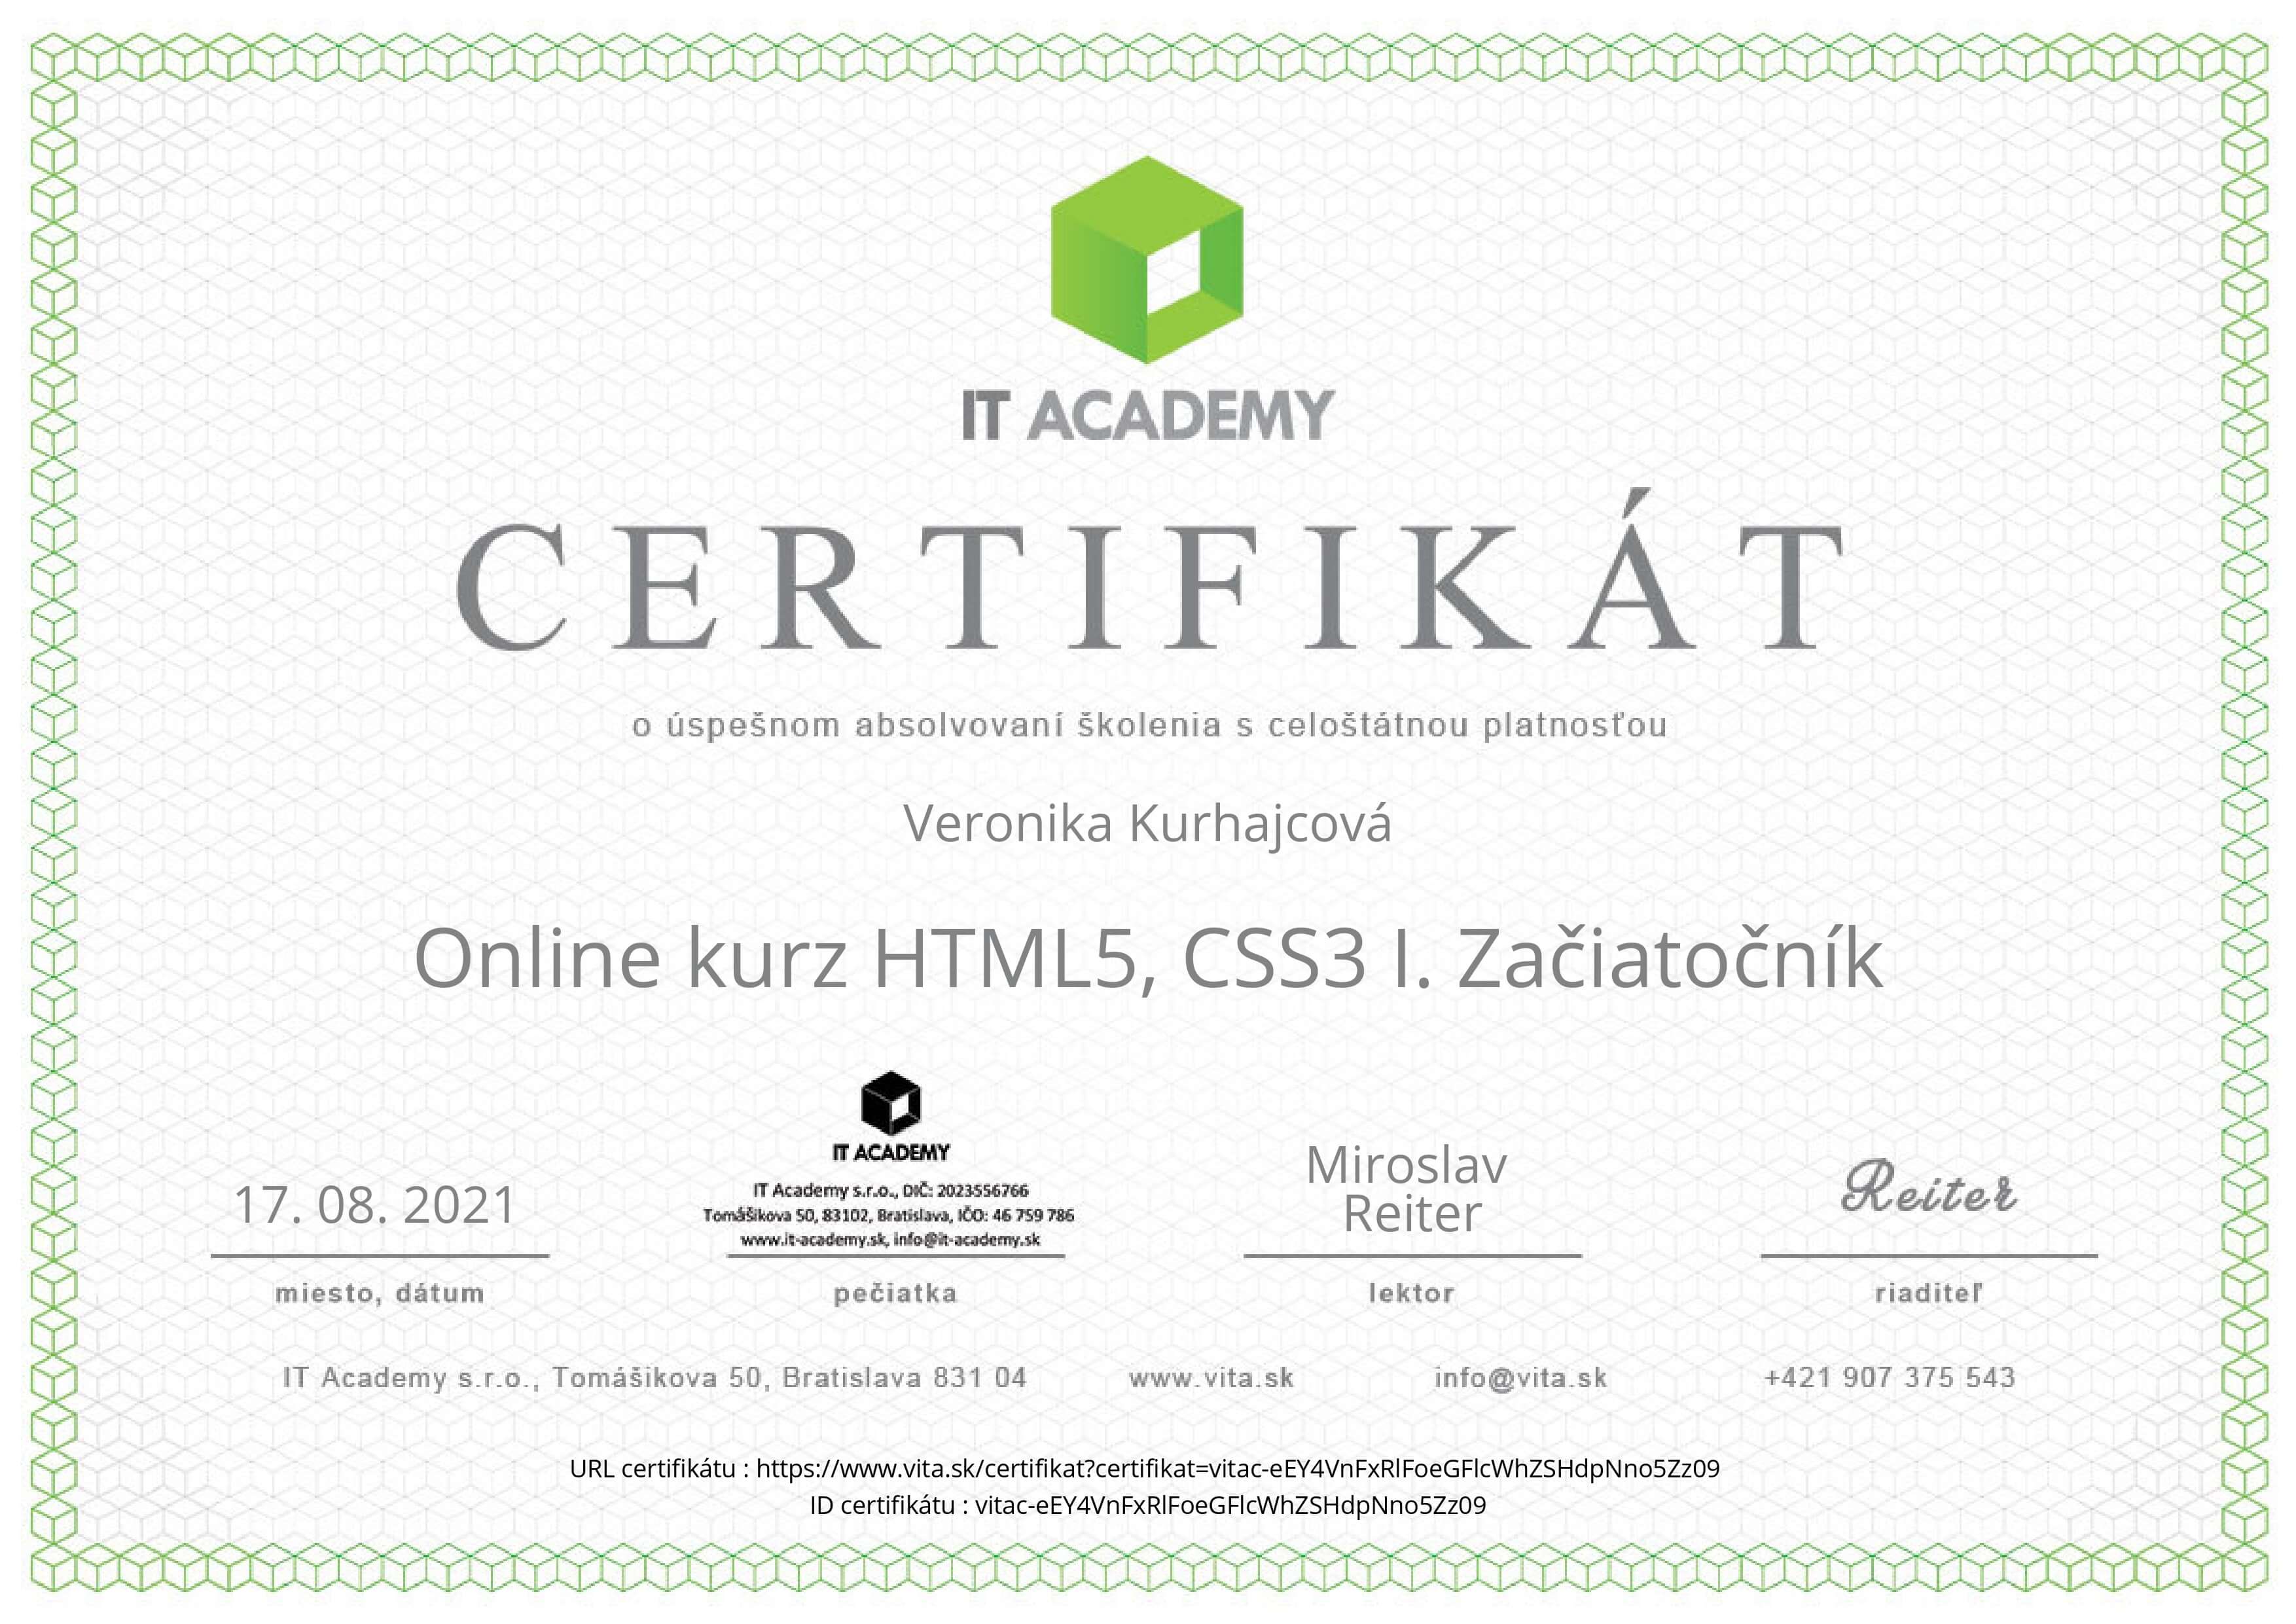 IT ACADEMY
CERTIFIKÁT
o úspešnom absolvovaní školenia s celoštátnou platnosťou
Veronika Kurhajcová
Online kurz HTML5, CSS3 I. Začiatočník
17. 08. 2021
miesto, dátum
IT ACADEMY
IT Academy s.r.o., DIČ: 2023556766
Tomášikova 50, 83102, Bratislava, IČO: 46 759 786
www.it-academy.sk, info@it-academy.sk
pečiatka
Miroslav
Reiter
lektor
Reiter
riaditeľ
IT Academy s.r.o., Tomášikova 50, Bratislava 831 04 www.vita.sk info@vita.sk +421 907 375 543
URL certifikátu : https://www.vita.sk/certifikat?certifikat=vitac-eEY4VnFxRlFoeGFlcWhZSHdpNno5Zz09
ID certifikátu : vitac-eEY4VnFxRlFoeGFlcWhZSHdpNno5Zz09